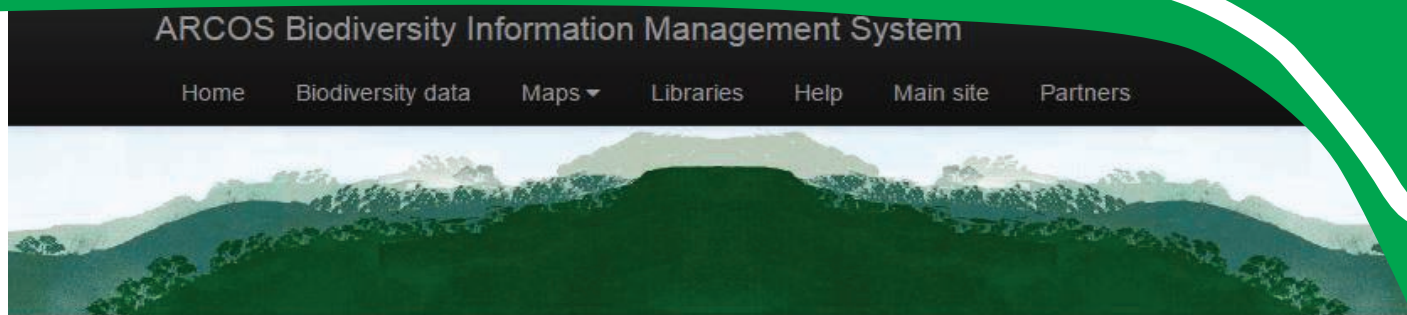 ARCOS Biodiversity Information Management System
Home Biodiversity data Maps Libraries Help Main site Partners